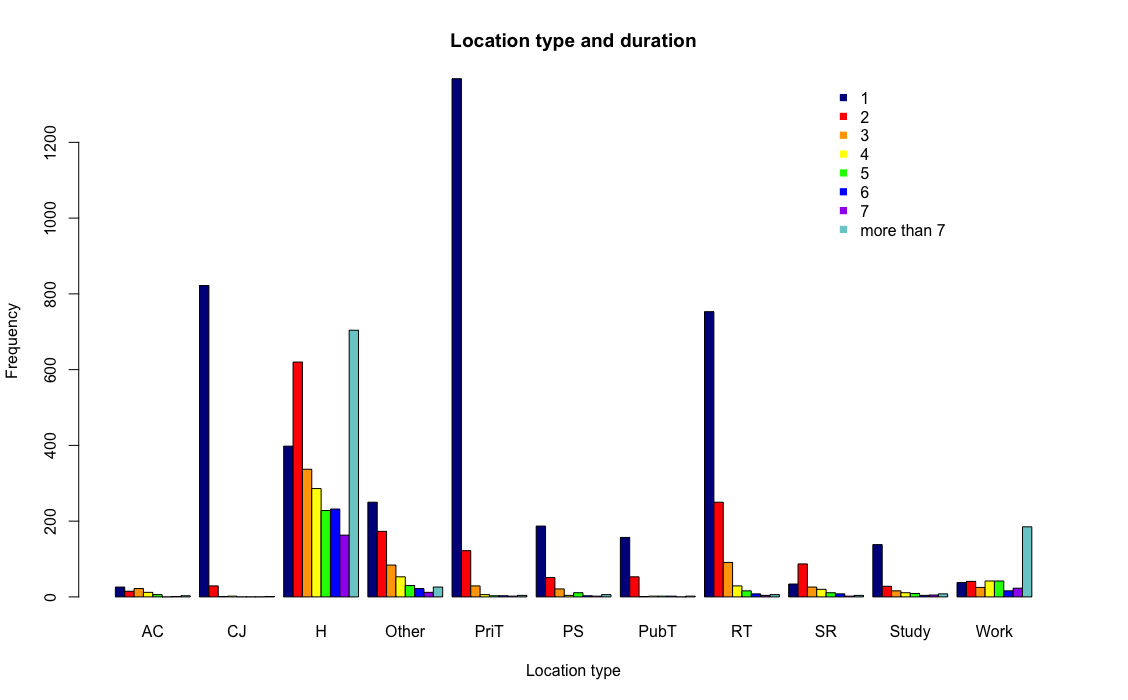 Location type and duration
1
2
3
4
5
6
7
more than 7
Frequency
1200
1000
800
600
400
200
0
AC CJ H Other PriT PS PubT RT SR Study Work
Location type